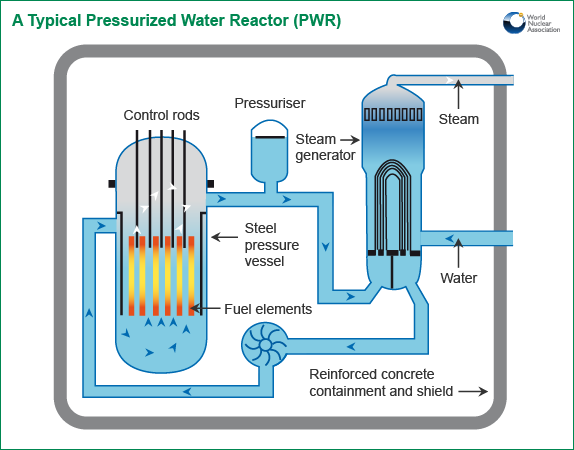 A Typical Pressurized Water Reactor (PWR)
World
Nuclear
Association
Control rods
Pressuriser
Steam
generator
Steam
Steel
pressure
vessel
Water
Fuel elements
Reinforced concrete
containment and shield